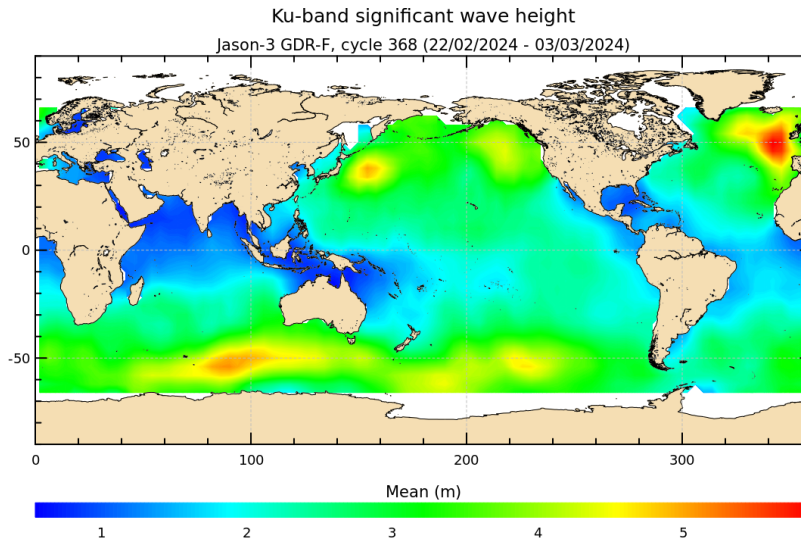 Ku-band significant wave height
Jason-3 GDR-F, cycle 368 (22/02/2024 - 03/03/2024)
50
0
-50
0 100 200 300
Mean (m)
1 2 3 4 5